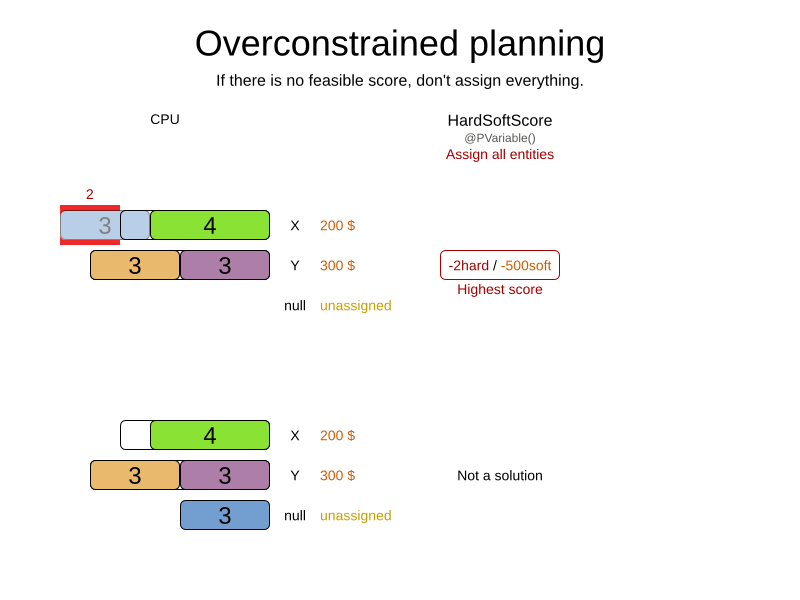 Overconstrained planning
If there is no feasible score, don't assign everything.
CPU
HardSoftScore
@PVariable()
Assign all entities
2
3 4 X 200 $
3 3 Y 300 $ -2hard / -500soft
Highest score
null unassigned
4 X 200 $
3 3 Y 300 $ Not a solution
3 null unassigned